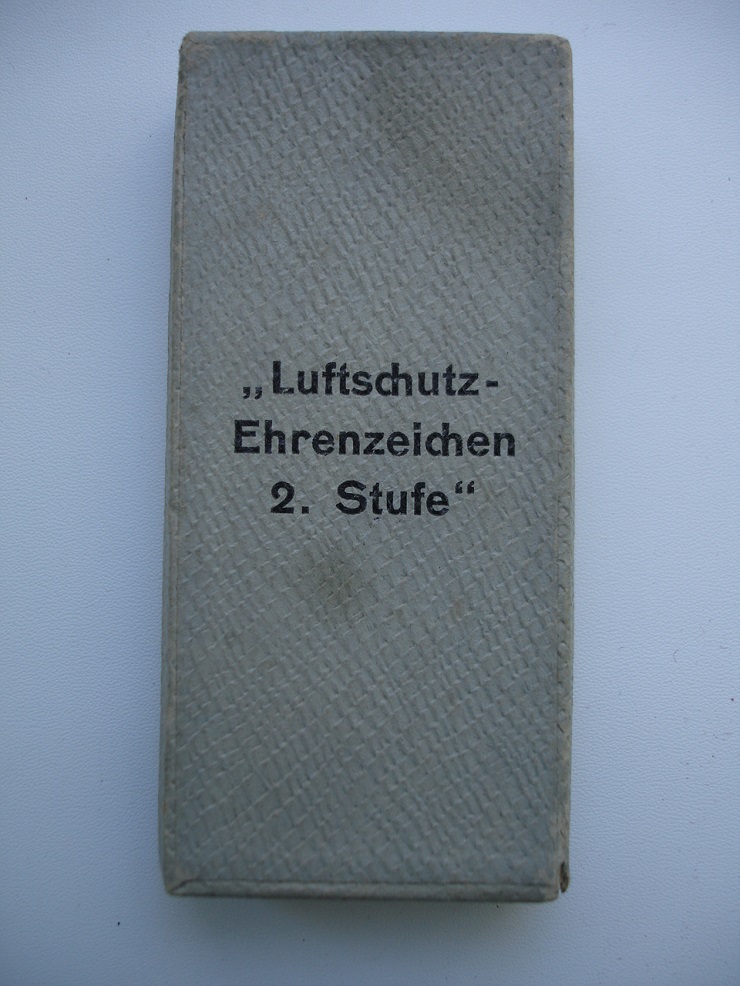 „Luftschutz-
Ehrenzeichen
2. Stufe“